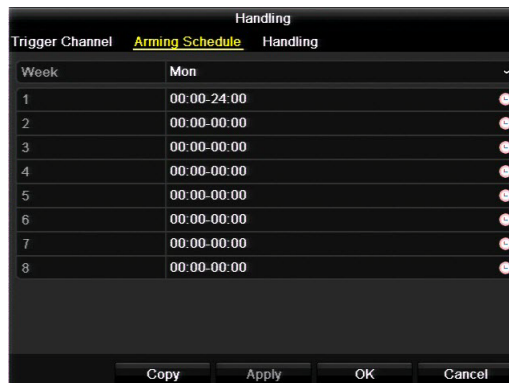 Handling
Trigger Channel Arming Schedule Handling
Week Mon
1 00:00-24:00
2 00:00-00:00
3 00:00-00:00
4 00:00-00:00
5 00:00-00:00
6 00:00-00:00
7 00:00-00:00
8 00:00-00:00
Copy Apply OK Cancel